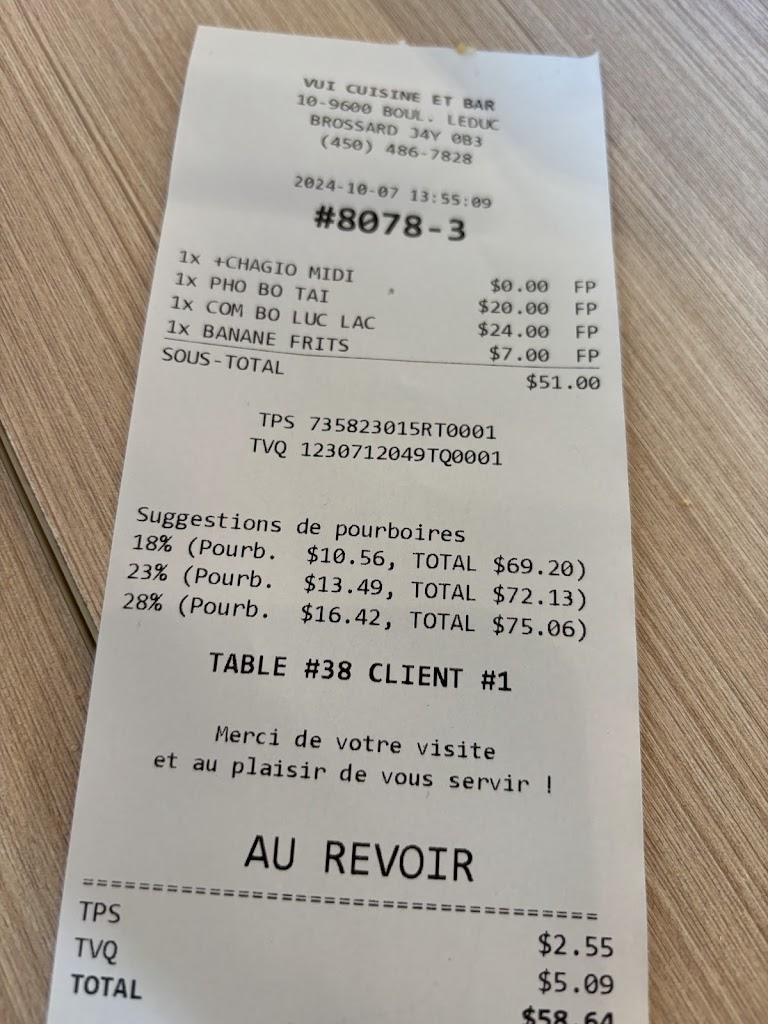 VUI CUISINE ET BAR
10-9600 BOUL. LEDUC
BROSSARD J4Y 0B3
(450) 486-7828
2024-10-07 13:55:09
#8078-3
1x +CHAGIO MIDI $0.00 FP
1x PHO BO TAI $20.00 FP
1x COM BO LUC LAC $24.00 FP
1x BANANE FRITS $7.00 FP
SOUS-TOTAL $51.00
TPS 735823015RT0001
TVQ 1230712049TQ0001
Suggestions de pourboires
18% (Pourb. $10.56, TOTAL $69.20)
23% (Pourb. $13.49, TOTAL $72.13)
28% (Pourb. $16.42, TOTAL $75.06)
TABLE #38 CLIENT #1
Merci de votre visite
et au plaisir de vous servir !
AU REVOIR
========================================
TPS $2.55
TVQ $5.09
TOTAL $58.64